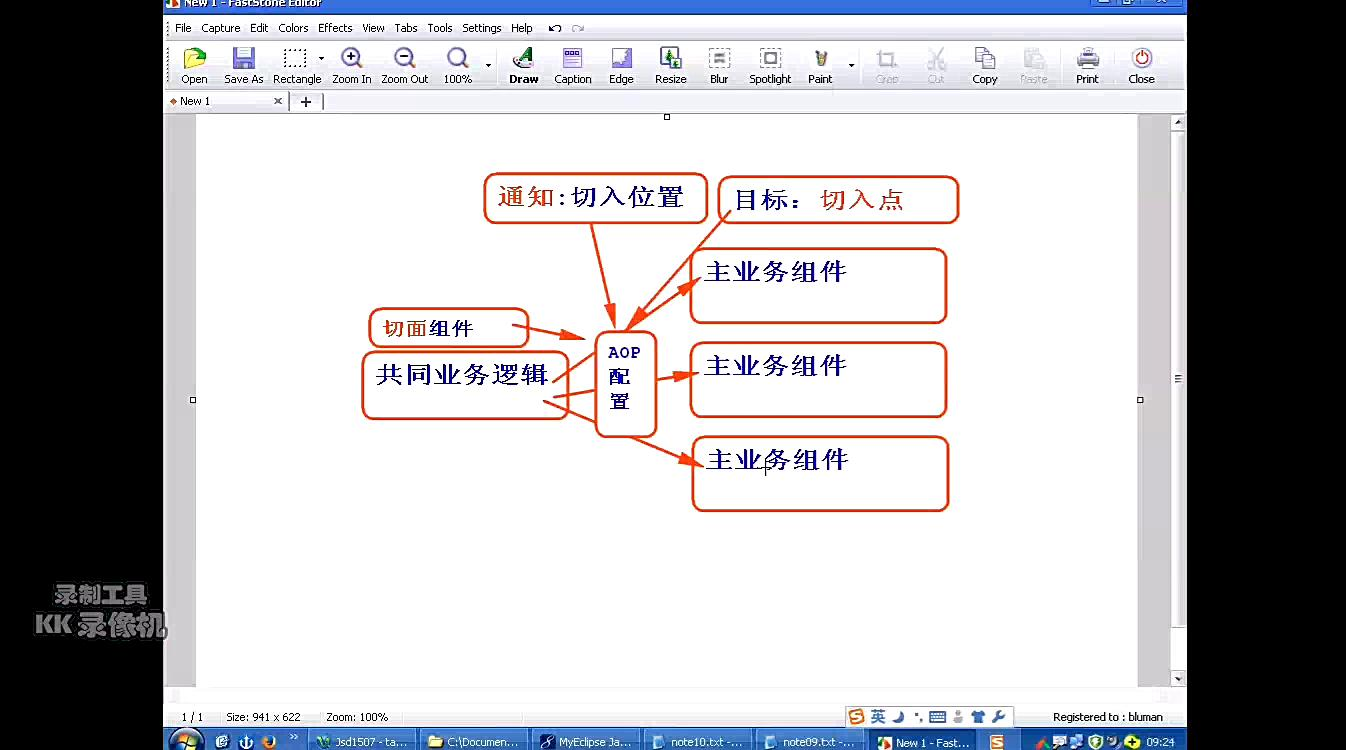 New 1 - FastStone Editor
File Capture Edit Colors Effects View Tabs Tools Settings Help
Open Save As Rectangle Zoom In Zoom Out 100% Draw Caption Edge Resize Blur Spotlight Paint Crop Cut Copy Paste Print Close
New 1
通知:切入位置
目标：切入点
主业务组件
切面组件
AOP
配
置
共同业务逻辑
主业务组件
主业务组件
录制工具
KK 录像机
1 / 1 Size: 941 x 622 Zoom: 100%
英
Registered to : bluman
Jsd1507 - ta... C:\Documen... MyEclipse Ja... note10.txt -... note09.txt -... New 1 - Fast... 09:24